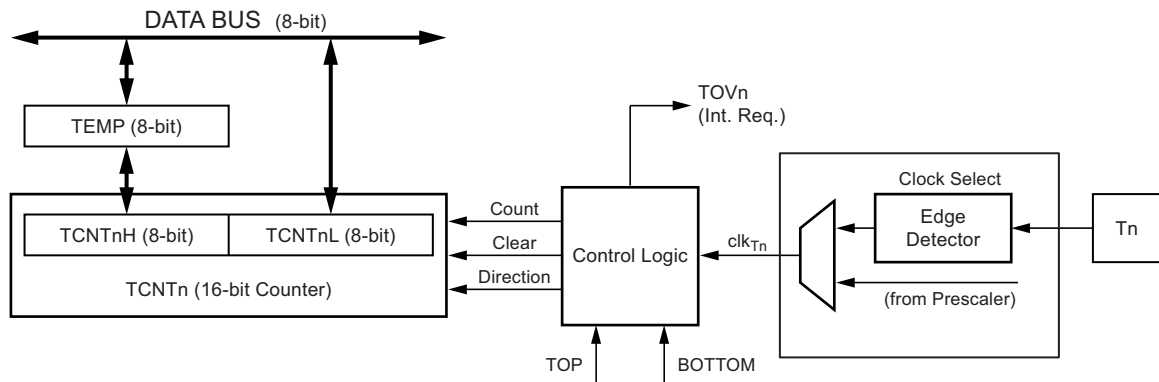 DATA BUS (8-bit)
TEMP (8-bit)
TCNTnH (8-bit)
TCNTnL (8-bit)
TCNTn (16-bit Counter)
Count
Clear
Direction
TOVn
(Int. Req.)
Control Logic
TOP
BOTTOM
clkTn
Clock Select
Edge
Detector
(from Prescaler)
Tn